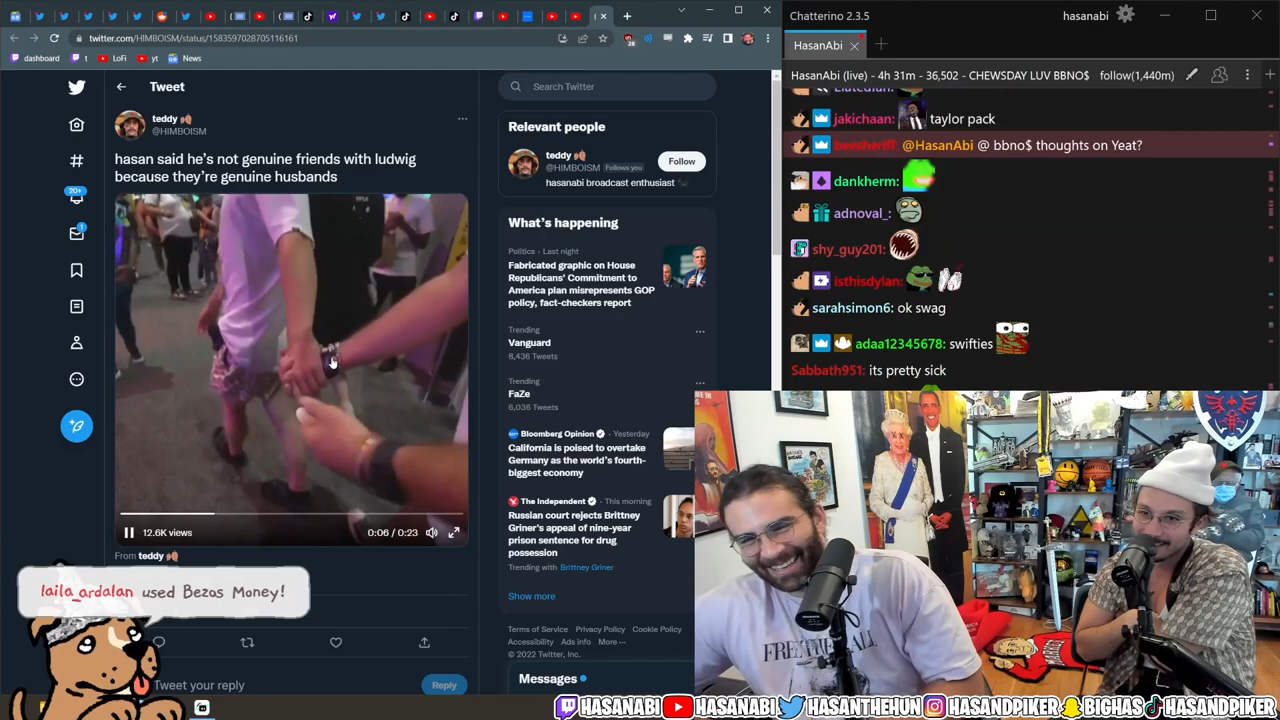 twitter.com/HIMBOISM/status/1583597028705116161
28
dashboard
t
LoFi
yt
News
Tweet
teddy
@HIMBOISM
hasan said he's not genuine friends with ludwig
because they're genuine husbands
20+
1
12.6K views
0:06 / 0:23
From teddy
laila_ardalan used Bezos Money!
Tweet your reply
Reply
Search Twitter
Relevant people
teddy
@HIMBOISM Follows you
Follow
hasanabi broadcast enthusiast
What's happening
Politics · Last night
Fabricated graphic on House
Republicans' Commitment to
America plan misrepresents GOP
policy, fact-checkers report
Trending
Vanguard
8,436 Tweets
Trending
FaZe
6,036 Tweets
Bloomberg Opinion · Yesterday
California is poised to overtake
Germany as the world's fourth-
biggest economy
The Independent · This morning
Russian court rejects Brittney
Griner's appeal of nine-year
prison sentence for drug
possession
Trending with Brittney Griner
Show more
Terms of Service Privacy Policy Cookie Policy
Accessibility Ads info More ···
© 2022 Twitter, Inc.
Messages
Chatterino 2.3.5
hasanabi
HasanAbi
HasanAbi (live) - 4h 31m - 36,502 - CHEWSDAY LUV BBNO$ follow(1,440m)
jakichaan: taylor pack
beesheriff: @HasanAbi @ bbno$ thoughts on Yeat?
dankherm:
adnoval_:
shy_guy201:
isthisdylan:
sarahsimon6: ok swag
adaa12345678: swifties
Sabbath951: its pretty sick
HASANABI HASANABI HASANTHEHUN HASANDPIKER BIGHAS HASANDPIKER